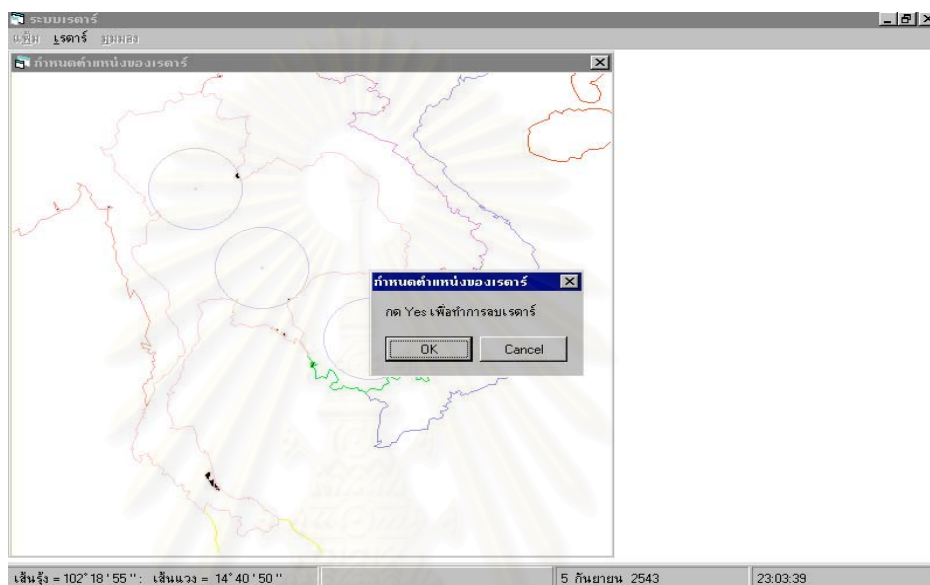 ระบบเรดาร์
แฟ้ม เรดาร์ มุมมอง
กำหนดตำแหน่งของเรดาร์
กำหนดตำแหน่งของเรดาร์
กด Yes เพื่อทำการลบเรดาร์
OK Cancel
เส้นรุ้ง = 102° 18 ' 55 " : เส้นแวง = 14° 40 ' 50 " 5 กันยายน 2543 23:03:39